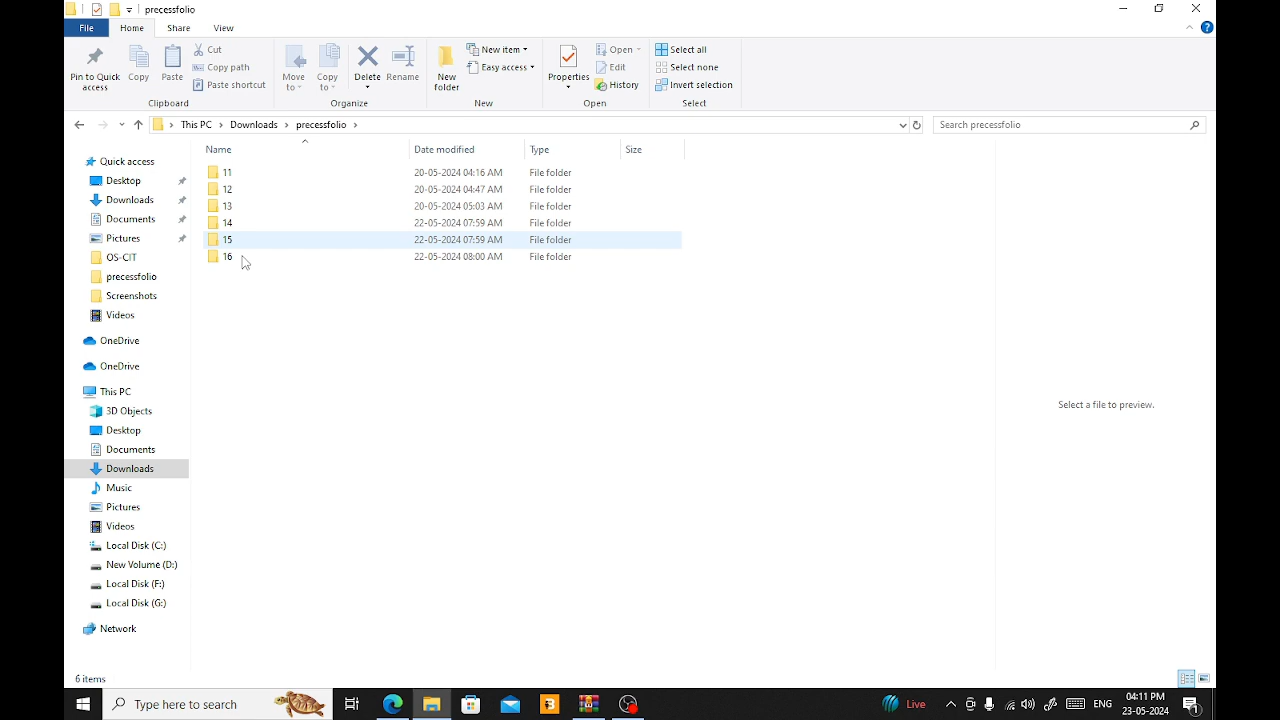 precessfolio
File Home Share View
Pin to Quick access
Copy
Paste
Cut
Copy path
Paste shortcut
Clipboard
Move to
Copy to
Delete
Rename
Organize
New folder
New item
Easy access
New
Properties
Open
Edit
History
Open
Select all
Select none
Invert selection
Select
This PC > Downloads > precessfolio >
Search precessfolio
Name Date modified Type Size
11 20-05-2024 04:16 AM File folder
12 20-05-2024 04:47 AM File folder
13 20-05-2024 05:03 AM File folder
14 22-05-2024 07:59 AM File folder
15 22-05-2024 07:59 AM File folder
16 22-05-2024 08:00 AM File folder
Quick access
Desktop
Downloads
Documents
Pictures
OS-CIT
precessfolio
Screenshots
Videos
OneDrive
OneDrive
This PC
3D Objects
Desktop
Documents
Downloads
Music
Pictures
Videos
Local Disk (C:)
New Volume (D:)
Local Disk (F:)
Local Disk (G:)
Network
Select a file to preview.
6 items
Type here to search
Live
ENG
04:11 PM
23-05-2024
1